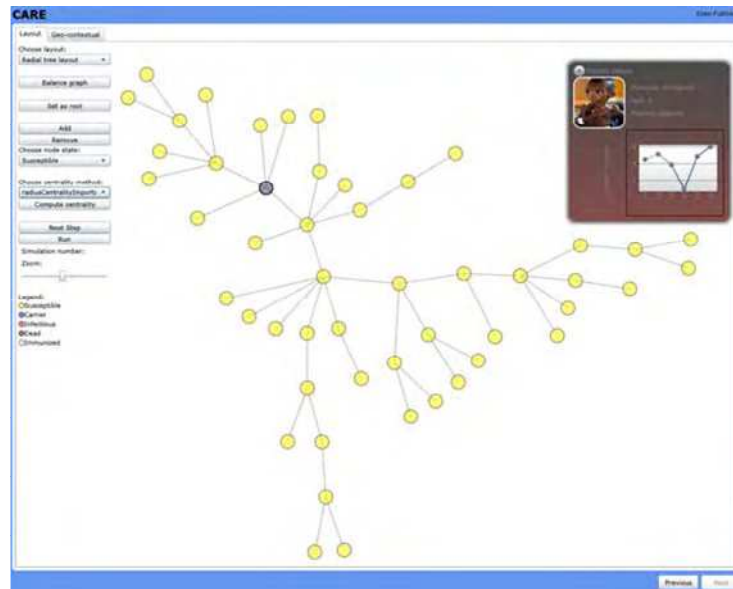 CARE
Layout Geo-contextual
Choose layout:
Radial tree layout
Balance graph
Set as root
Add
Remove
Choose node state:
Susceptible
Choose centrality method:
Compute centrality
Next Step
Run
Simulation number:
Zoom:
Legend:
Susceptible
Carrier
Infectious
Dead
Immunized
Previous Next